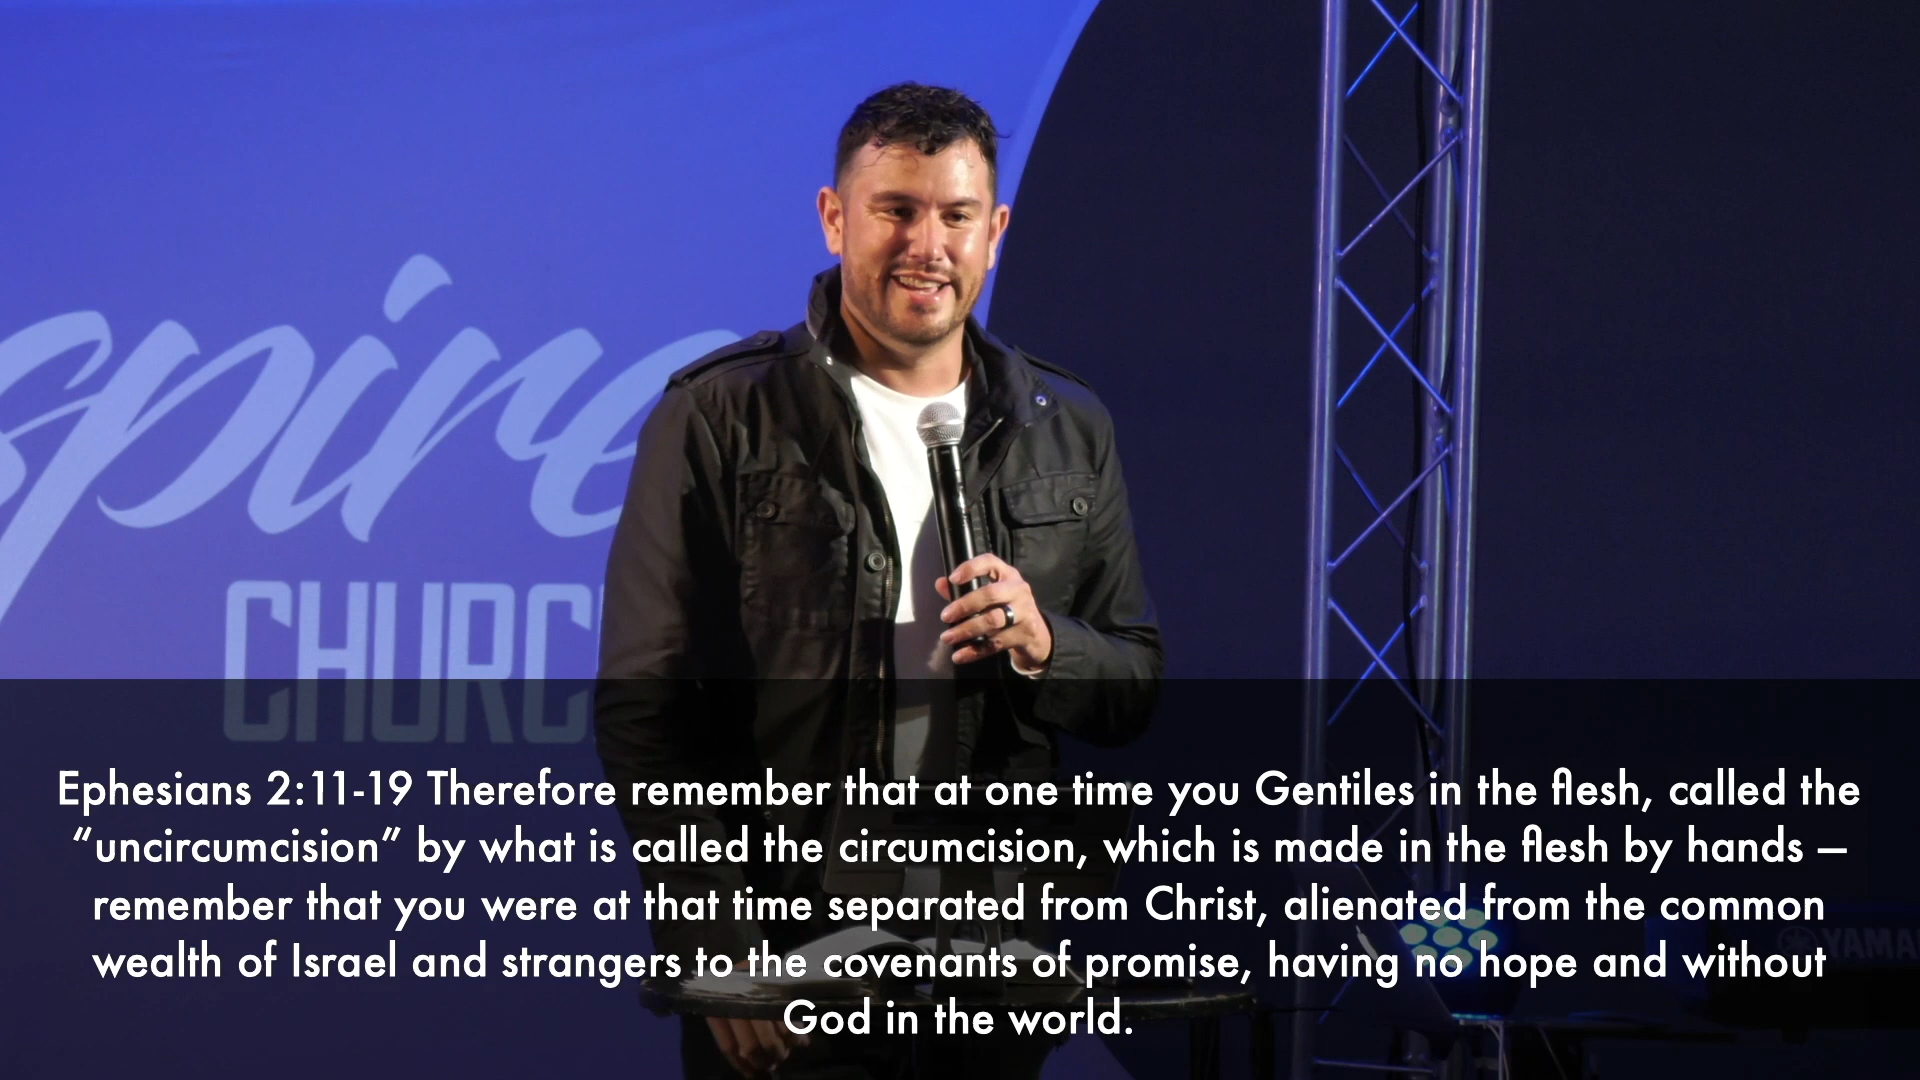 spire
CHURC
Ephesians 2:11-19 Therefore remember that at one time you Gentiles in the flesh, called the
“uncircumcision” by what is called the circumcision, which is made in the flesh by hands —
remember that you were at that time separated from Christ, alienated from the common
wealth of Israel and strangers to the covenants of promise, having no hope and without
God in the world.
YAMA